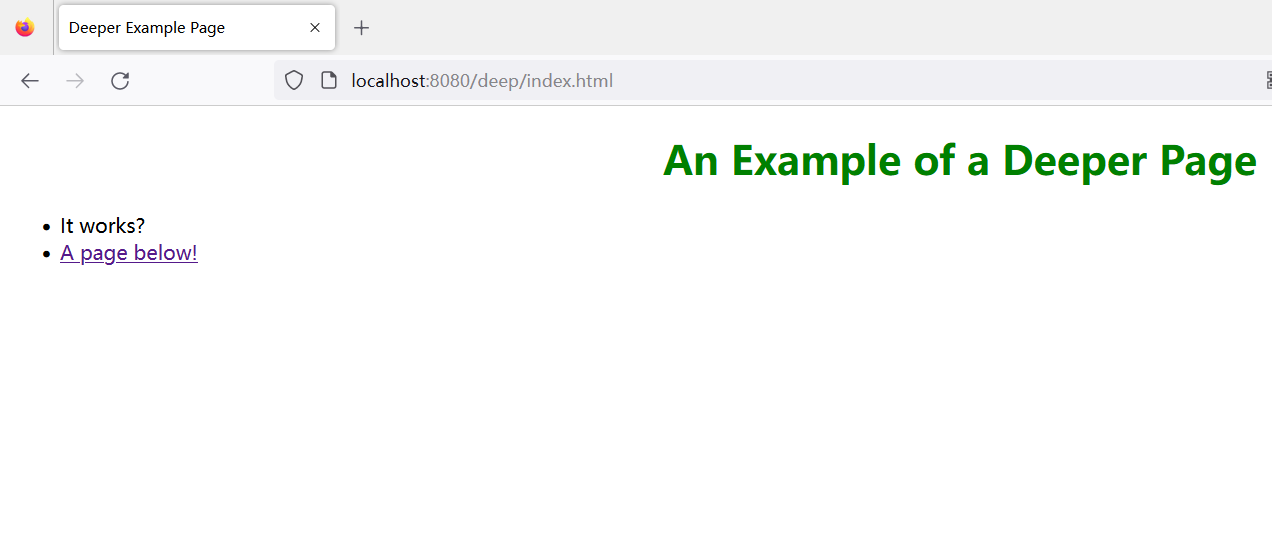 Deeper Example Page
localhost:8080/deep/index.html
An Example of a Deeper Page
It works?
A page below!